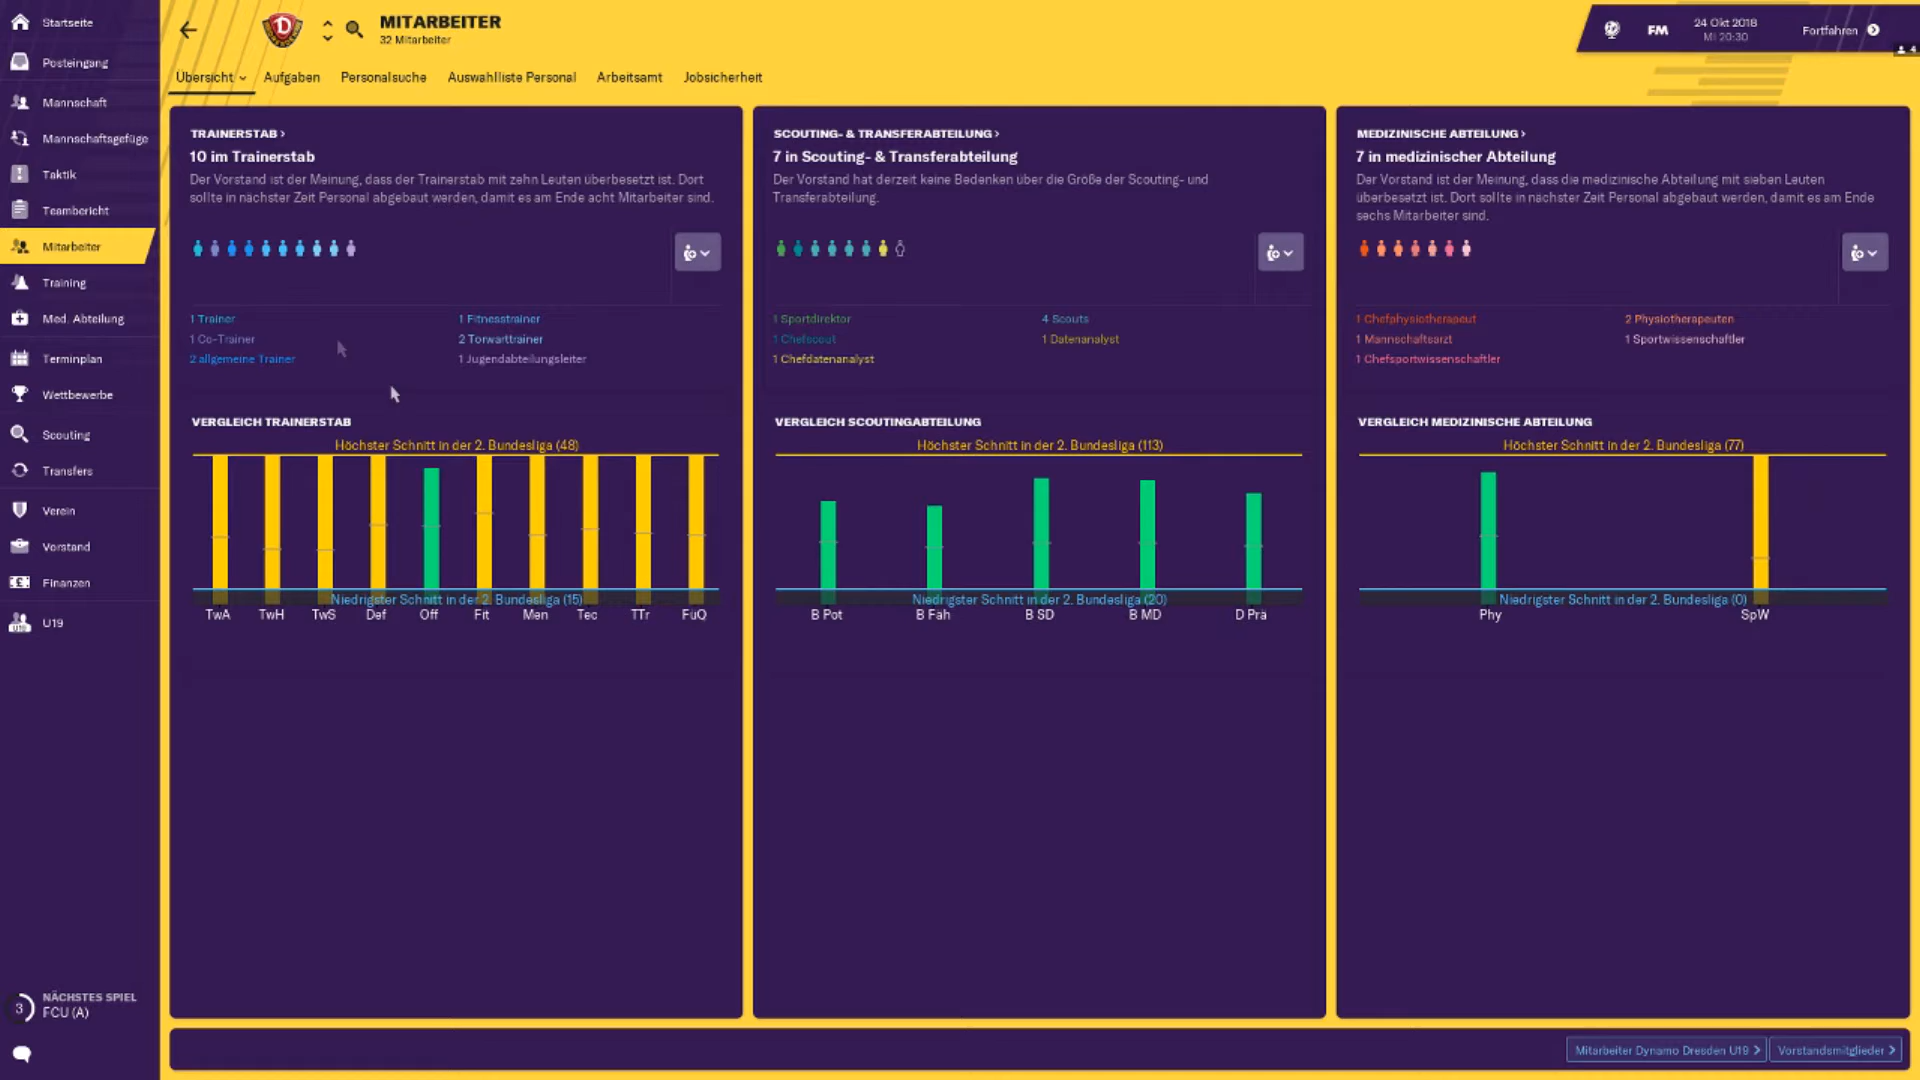 Startseite
Posteingang
Mannschaft
Mannschaftsgefüge
Taktik
Teambericht
Mitarbeiter
Training
Med. Abteilung
Terminplan
Wettbewerbe
Scouting
Transfers
Verein
Vorstand
Finanzen
U19
3
NÄCHSTES SPIEL
FCU (A)
D
MITARBEITER
32 Mitarbeiter
FM
24 Okt 2018
Mi 20:30
Fortfahren
4
Übersicht Aufgaben Personalsuche Auswahlliste Personal Arbeitsamt Jobsicherheit
TRAINERSTAB >
10 im Trainerstab
Der Vorstand ist der Meinung, dass der Trainerstab mit zehn Leuten überbesetzt ist. Dort
sollte in nächster Zeit Personal abgebaut werden, damit es am Ende acht Mitarbeiter sind.
1 Trainer 1 Fitnesstrainer
1 Co-Trainer 2 Torwarttrainer
2 allgemeine Trainer 1 Jugendabteilungsleiter
VERGLEICH TRAINERSTAB
Höchster Schnitt in der 2. Bundesliga (48)
Niedrigster Schnitt in der 2. Bundesliga (15)
TwA TwH TwS Def Off Fit Men Tec TTr FüQ
SCOUTING- & TRANSFERABTEILUNG >
7 in Scouting- & Transferabteilung
Der Vorstand hat derzeit keine Bedenken über die Größe der Scouting- und
Transferabteilung.
1 Sportdirektor 4 Scouts
1 Chefscout 1 Datenanalyst
1 Chefdatenanalyst
VERGLEICH SCOUTINGABTEILUNG
Höchster Schnitt in der 2. Bundesliga (113)
Niedrigster Schnitt in der 2. Bundesliga (20)
B Pot B Fäh B SD B MD D Prä
MEDIZINISCHE ABTEILUNG >
7 in medizinischer Abteilung
Der Vorstand ist der Meinung, dass die medizinische Abteilung mit sieben Leuten
überbesetzt ist. Dort sollte in nächster Zeit Personal abgebaut werden, damit es am Ende
sechs Mitarbeiter sind.
1 Chefphysiotherapeut 2 Physiotherapeuten
1 Mannschaftsarzt 1 Sportwissenschaftler
1 Chefsportwissenschaftler
VERGLEICH MEDIZINISCHE ABTEILUNG
Höchster Schnitt in der 2. Bundesliga (77)
Niedrigster Schnitt in der 2. Bundesliga (0)
Phy SpW
Mitarbeiter Dynamo Dresden U19 > Vorstandsmitglieder >